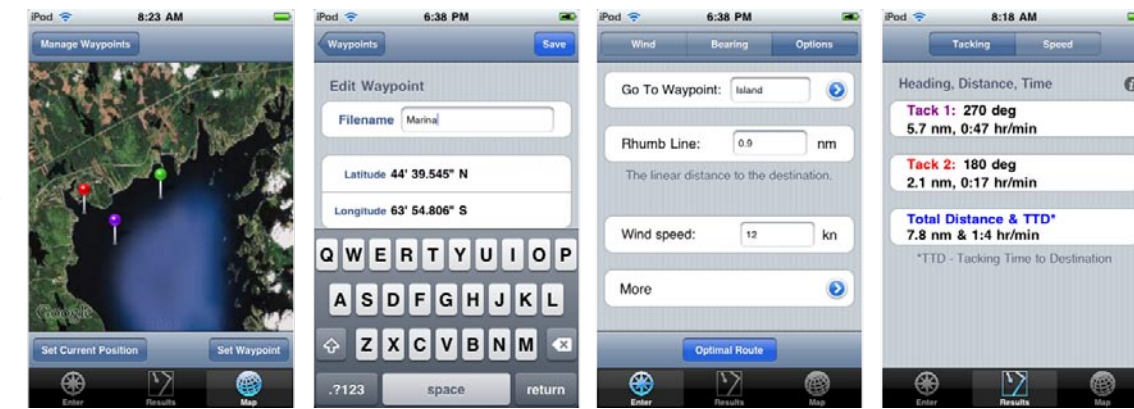 iPod 8:23 AM
Manage Waypoints
Google
Set Current Position Set Waypoint
Enter Results Map
iPod 6:38 PM
Waypoints Save
Edit Waypoint
Filename Marina
Latitude 44' 39.545" N
Longitude 63' 54.806" S
Q W E R T Y U I O P
A S D F G H J K L
Z X C V B N M
.?123 space return
iPod 6:38 PM
Wind Bearing Options
Go To Waypoint: Island
Rhumb Line: 0.9 nm
The linear distance to the destination.
Wind speed: 12 kn
More
Optimal Route
Enter Results Map
iPod 8:18 AM
Tacking Speed
Heading, Distance, Time
Tack 1: 270 deg
5.7 nm, 0:47 hr/min
Tack 2: 180 deg
2.1 nm, 0:17 hr/min
Total Distance & TTD*
7.8 nm & 1:4 hr/min
*TTD - Tacking Time to Destination
Enter Results Map